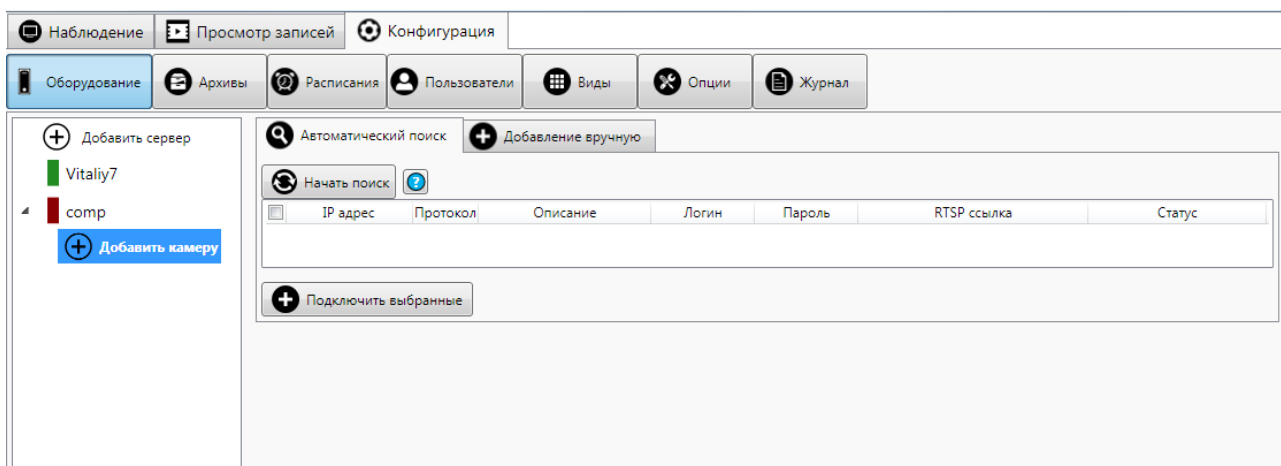 Наблюдение Просмотр записей Конфигурация
Оборудование Архивы Расписания Пользователи Виды Опции Журнал
Добавить сервер
Vitaliy7
comp
Добавить камеру
Автоматический поиск Добавление вручную
Начать поиск ?
IP адрес Протокол Описание Логин Пароль RTSP ссылка Статус
Подключить выбранные